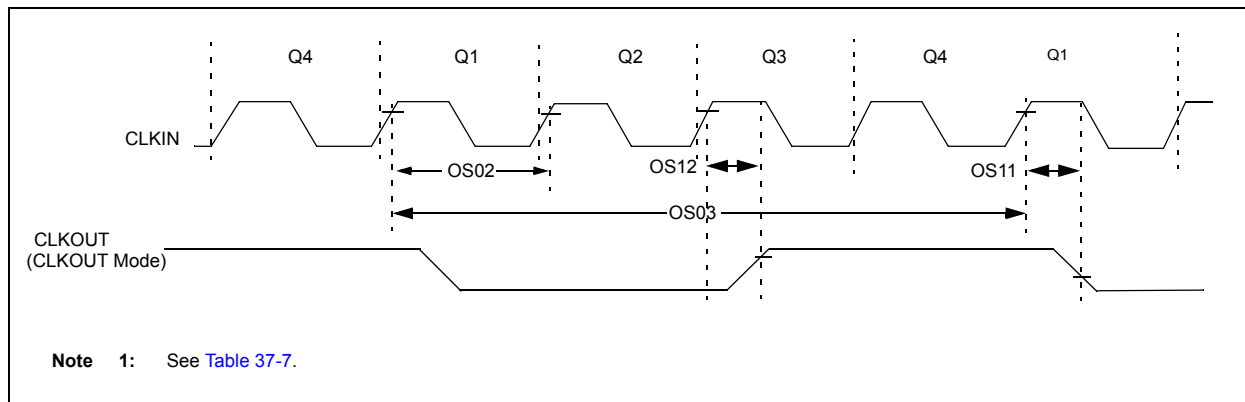 Q4 Q1 Q2 Q3 Q4 Q1
CLKIN
OS02
OS12
OS11
OS03
CLKOUT
(CLKOUT Mode)
Note 1: See Table 37-7.